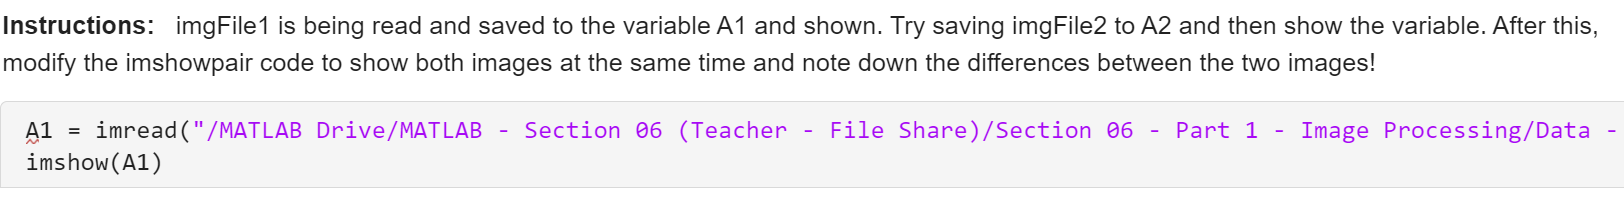 Instructions: imgFile1 is being read and saved to the variable A1 and shown. Try saving imgFile2 to A2 and then show the variable. After this,
modify the imshowpair code to show both images at the same time and note down the differences between the two images!
A1 = imread("/MATLAB Drive/MATLAB - Section 06 (Teacher - File Share)/Section 06 - Part 1 - Image Processing/Data -
imshow(A1)